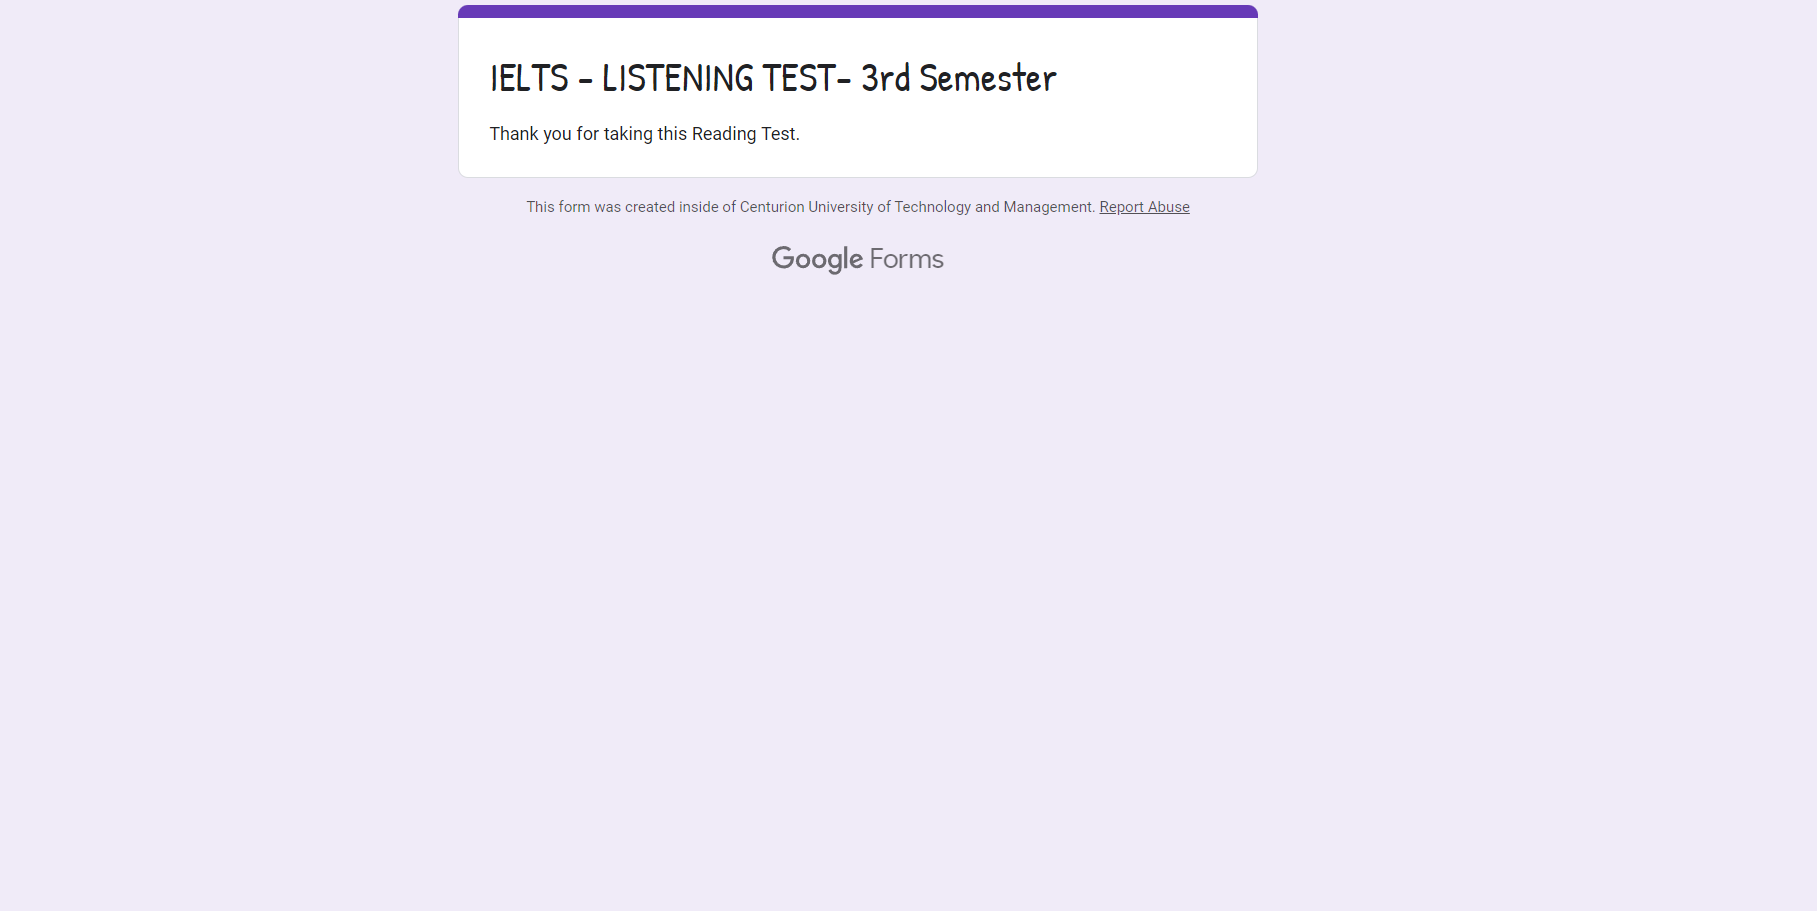 IELTS - LISTENING TEST- 3rd Semester
Thank you for taking this Reading Test.
This form was created inside of Centurion University of Technology and Management. Report Abuse
Google Forms